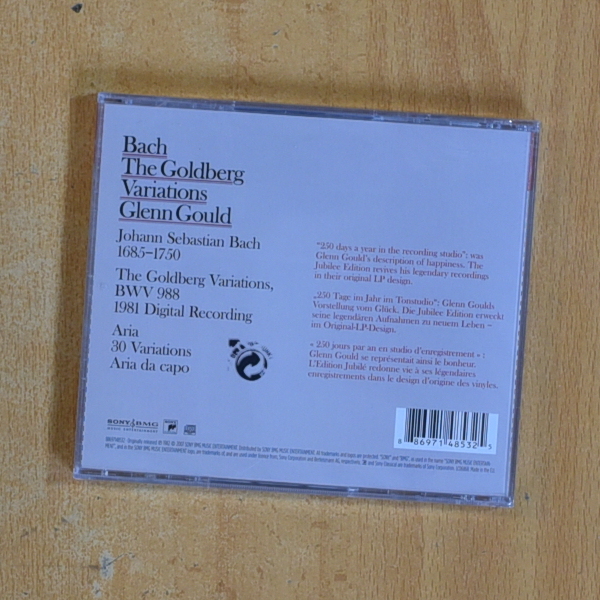 Bach
The Goldberg
Variations
Glenn Gould
Johann Sebastian Bach
1685–1750
The Goldberg Variations,
BWV 988
1981 Digital Recording
Aria
30 Variations
Aria da capo
"250 days a year in the recording studio": was
Glenn Gould's description of happiness. The
Jubilee Edition revives his legendary recordings
in their original LP design.
„250 Tage im Jahr im Tonstudio": Glenn Goulds
Vorstellung vom Glück. Die Jubilee Edition erweckt
seine legendären Aufnahmen zu neuem Leben –
im Original-LP-Design.
« 250 jours par an en studio d'enregistrement » :
Glenn Gould se représentait ainsi le bonheur.
L'Edition Jubilé redonne vie à ses légendaires
enregistrements dans le design d'origine des vinyles.
SONY BMG
MUSIC ENTERTAINMENT
SONY
8 86971 48532 5